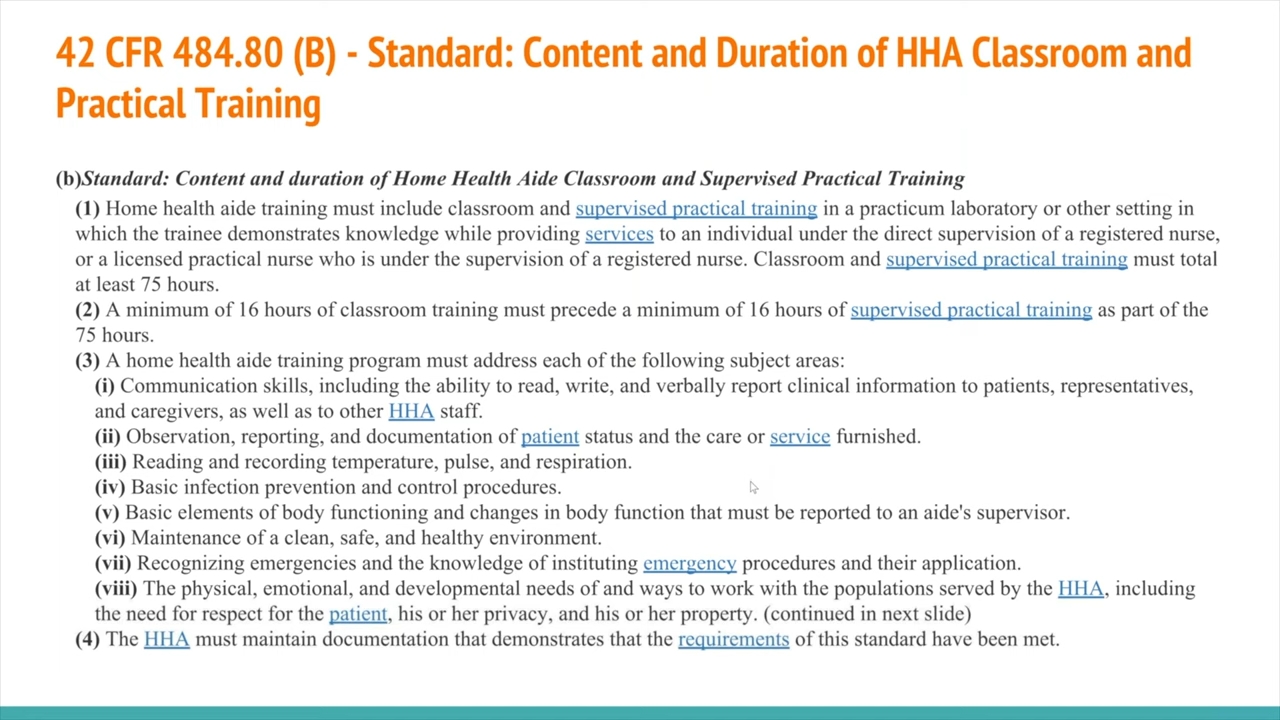 42 CFR 484.80 (B) - Standard: Content and Duration of HHA Classroom and
Practical Training
(b)Standard: Content and duration of Home Health Aide Classroom and Supervised Practical Training
(1) Home health aide training must include classroom and supervised practical training in a practicum laboratory or other setting in
which the trainee demonstrates knowledge while providing services to an individual under the direct supervision of a registered nurse,
or a licensed practical nurse who is under the supervision of a registered nurse. Classroom and supervised practical training must total
at least 75 hours.
(2) A minimum of 16 hours of classroom training must precede a minimum of 16 hours of supervised practical training as part of the
75 hours.
(3) A home health aide training program must address each of the following subject areas:
(i) Communication skills, including the ability to read, write, and verbally report clinical information to patients, representatives,
and caregivers, as well as to other HHA staff.
(ii) Observation, reporting, and documentation of patient status and the care or service furnished.
(iii) Reading and recording temperature, pulse, and respiration.
(iv) Basic infection prevention and control procedures.
(v) Basic elements of body functioning and changes in body function that must be reported to an aide's supervisor.
(vi) Maintenance of a clean, safe, and healthy environment.
(vii) Recognizing emergencies and the knowledge of instituting emergency procedures and their application.
(viii) The physical, emotional, and developmental needs of and ways to work with the populations served by the HHA, including
the need for respect for the patient, his or her privacy, and his or her property. (continued in next slide)
(4) The HHA must maintain documentation that demonstrates that the requirements of this standard have been met.